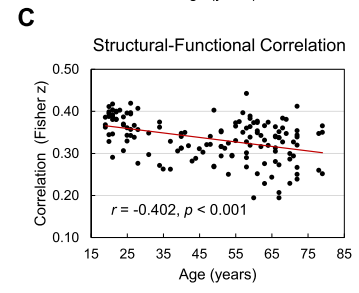 C
Structural-Functional Correlation
0.50
0.40
0.30
0.20
0.10
Correlation (Fisher z)
r = -0.402, p < 0.001
15 25 35 45 55 65 75 85
Age (years)